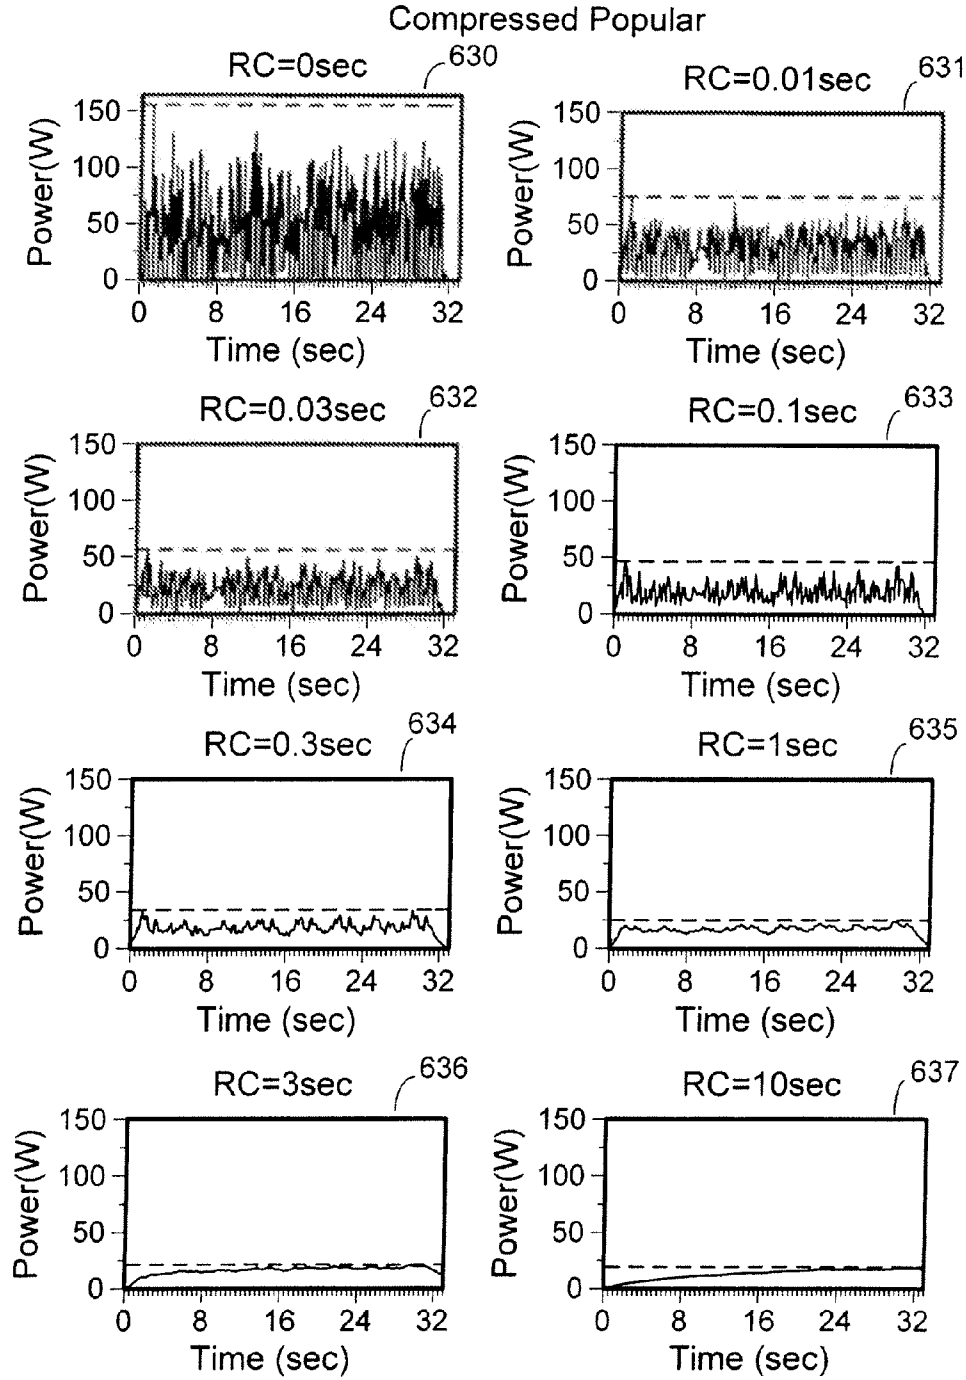 Compressed Popular
RC=0sec
630
Power(W)
150
100
50
0
0 8 16 24 32
Time (sec)
RC=0.01sec
631
Power(W)
150
100
50
0
0 8 16 24 32
Time (sec)
RC=0.03sec
632
Power(W)
150
100
50
0
0 8 16 24 32
Time (sec)
RC=0.1sec
633
Power(W)
150
100
50
0
0 8 16 24 32
Time (sec)
RC=0.3sec
634
Power(W)
150
100
50
0
0 8 16 24 32
Time (sec)
RC=1sec
635
Power(W)
150
100
50
0
0 8 16 24 32
Time (sec)
RC=3sec
636
Power(W)
150
100
50
0
0 8 16 24 32
Time (sec)
RC=10sec
637
Power(W)
150
100
50
0
0 8 16 24 32
Time (sec)